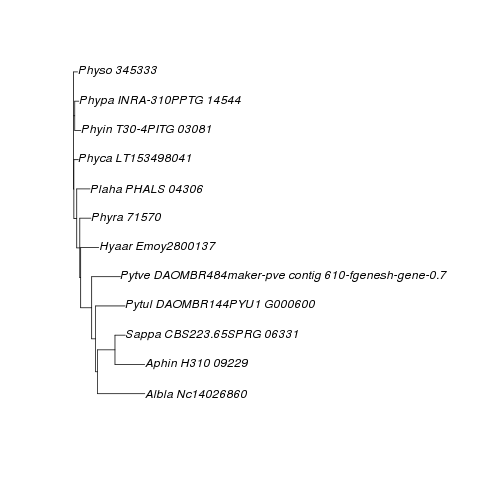 Physo 345333
Phypa INRA-310PPTG 14544
Phyin T30-4PITG 03081
Phyca LT153498041
Plaha PHALS 04306
Phyra 71570
Hyaar Emoy2800137
Pytve DAOMBR484maker-pve contig 610-fgenesh-gene-0.7
Pytul DAOMBR144PYU1 G000600
Sappa CBS223.65SPRG 06331
Aphin H310 09229
Albla Nc14026860